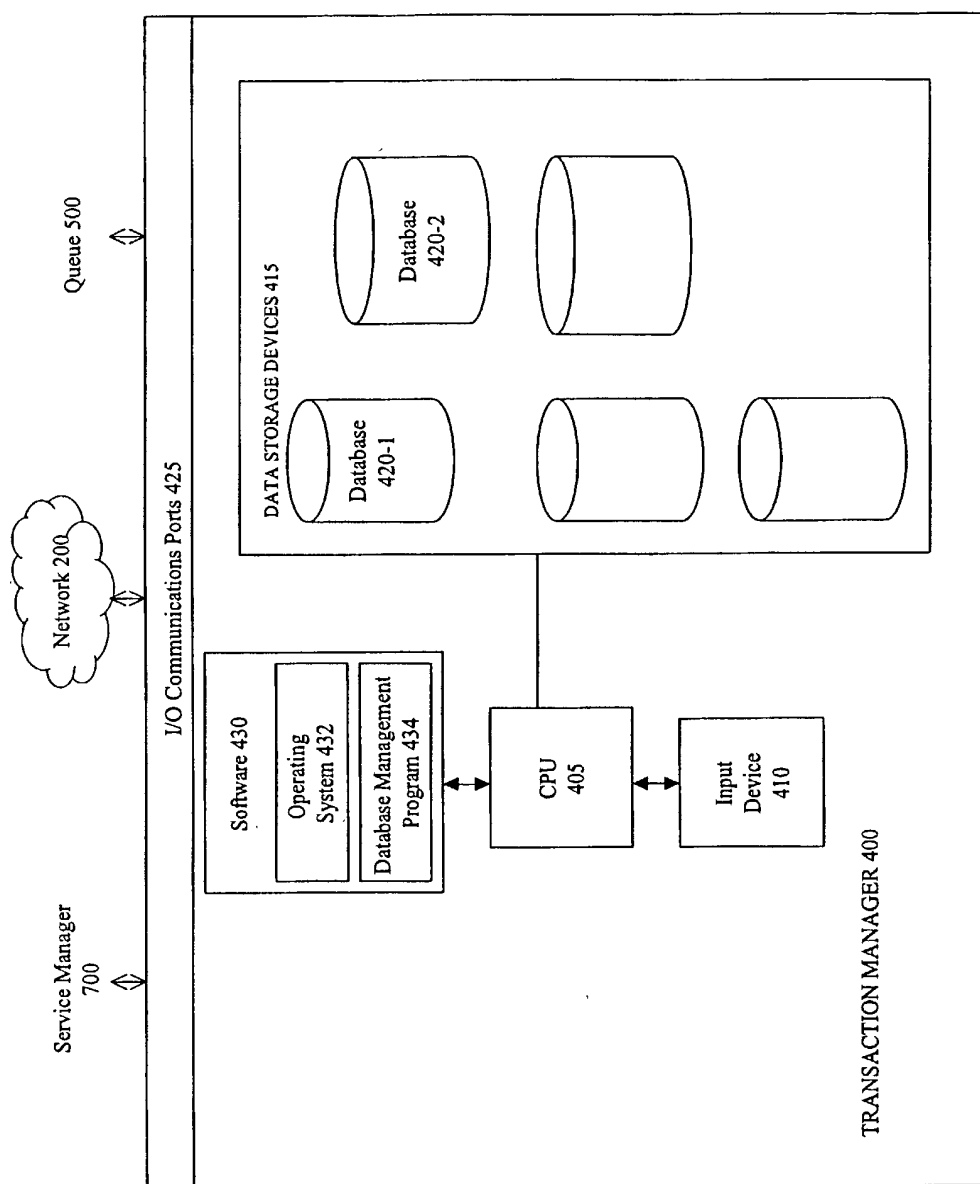 Service Manager
700
Network 200
Queue 500
I/O Communications Ports 425
Software 430
Operating
System 432
Database Management
Program 434
CPU
405
Input
Device
410
DATA STORAGE DEVICES 415
Database
420-1
Database
420-2
TRANSACTION MANAGER 400